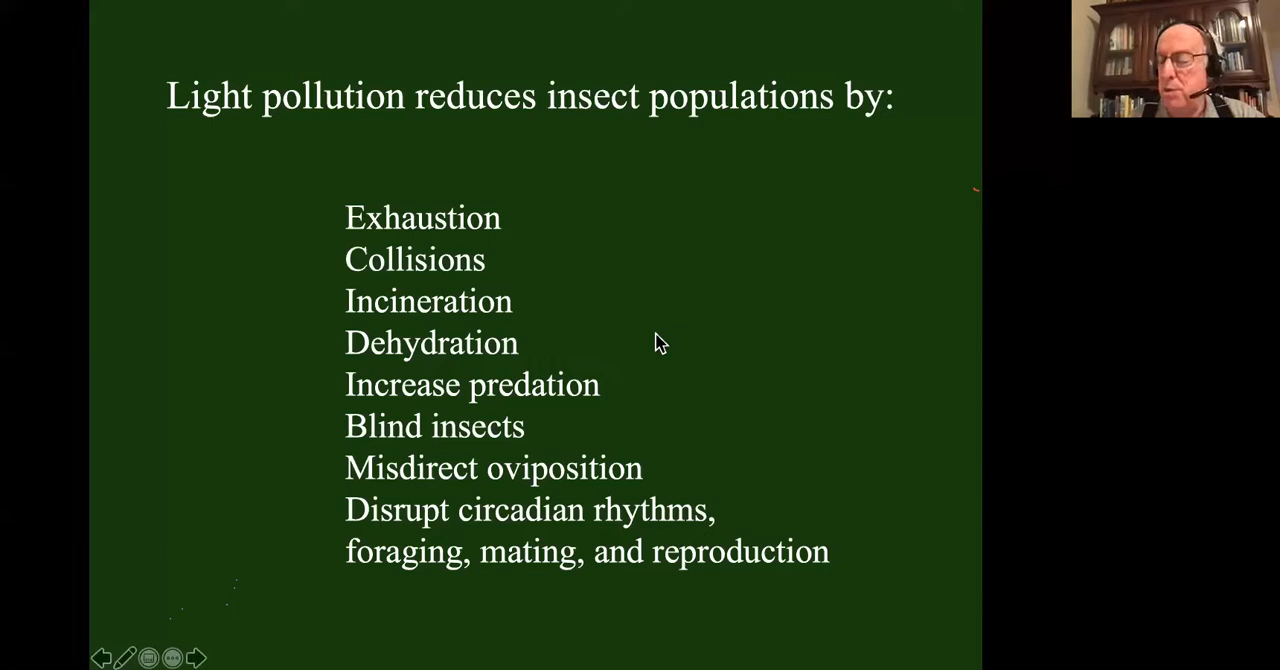 Light pollution reduces insect populations by:
Exhaustion
Collisions
Incineration
Dehydration
Increase predation
Blind insects
Misdirect oviposition
Disrupt circadian rhythms,
foraging, mating, and reproduction